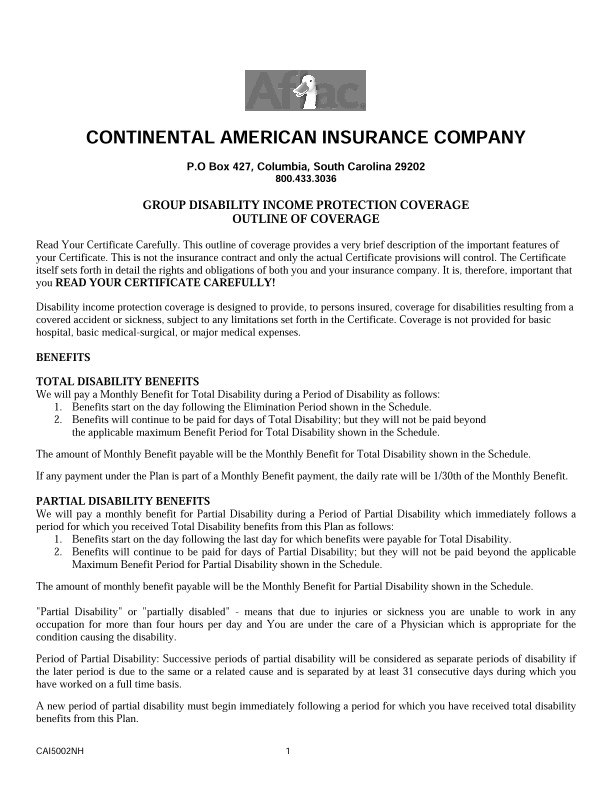 Aflac.
CONTINENTAL AMERICAN INSURANCE COMPANY
P.O Box 427, Columbia, South Carolina 29202
800.433.3036
GROUP DISABILITY INCOME PROTECTION COVERAGE
OUTLINE OF COVERAGE
Read Your Certificate Carefully. This outline of coverage provides a very brief description of the important features of
your Certificate. This is not the insurance contract and only the actual Certificate provisions will control. The Certificate
itself sets forth in detail the rights and obligations of both you and your insurance company. It is, therefore, important that
you READ YOUR CERTIFICATE CAREFULLY!
Disability income protection coverage is designed to provide, to persons insured, coverage for disabilities resulting from a
covered accident or sickness, subject to any limitations set forth in the Certificate. Coverage is not provided for basic
hospital, basic medical-surgical, or major medical expenses.
BENEFITS
TOTAL DISABILITY BENEFITS
We will pay a Monthly Benefit for Total Disability during a Period of Disability as follows:
1. Benefits start on the day following the Elimination Period shown in the Schedule.
2. Benefits will continue to be paid for days of Total Disability; but they will not be paid beyond
the applicable maximum Benefit Period for Total Disability shown in the Schedule.
The amount of Monthly Benefit payable will be the Monthly Benefit for Total Disability shown in the Schedule.
If any payment under the Plan is part of a Monthly Benefit payment, the daily rate will be 1/30th of the Monthly Benefit.
PARTIAL DISABILITY BENEFITS
We will pay a monthly benefit for Partial Disability during a Period of Partial Disability which immediately follows a
period for which you received Total Disability benefits from this Plan as follows:
1. Benefits start on the day following the last day for which benefits were payable for Total Disability.
2. Benefits will continue to be paid for days of Partial Disability; but they will not be paid beyond the applicable
Maximum Benefit Period for Partial Disability shown in the Schedule.
The amount of monthly benefit payable will be the Monthly Benefit for Partial Disability shown in the Schedule.
"Partial Disability" or "partially disabled" - means that due to injuries or sickness you are unable to work in any
occupation for more than four hours per day and You are under the care of a Physician which is appropriate for the
condition causing the disability.
Period of Partial Disability: Successive periods of partial disability will be considered as separate periods of disability if
the later period is due to the same or a related cause and is separated by at least 31 consecutive days during which you
have worked on a full time basis.
A new period of partial disability must begin immediately following a period for which you have received total disability
benefits from this Plan.
CAI5002NH 1